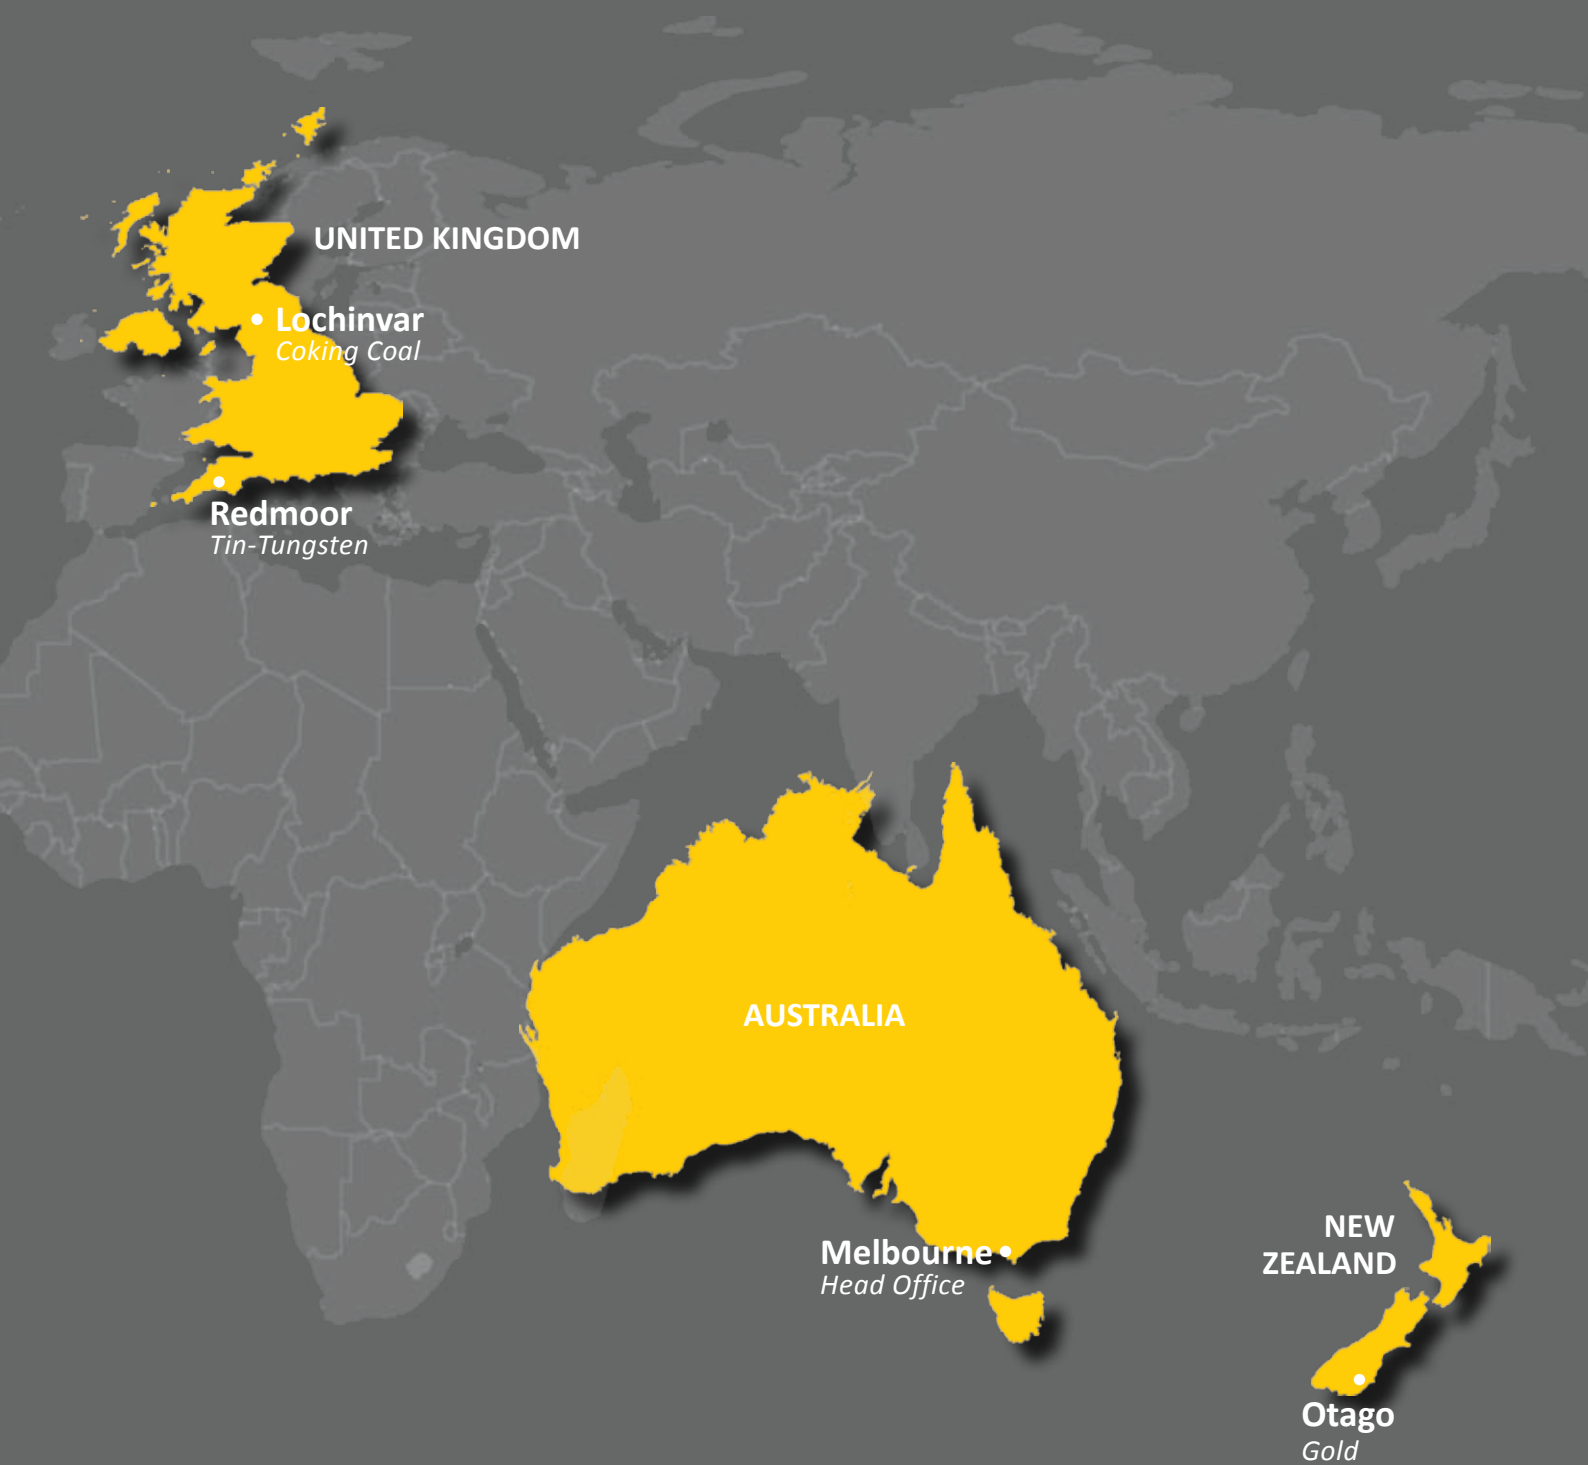 UNITED KINGDOM
Lochinvar
Coking Coal
Redmoor
Tin-Tungsten
AUSTRALIA
Melbourne
Head Office
NEW
ZEALAND
Otago
Gold